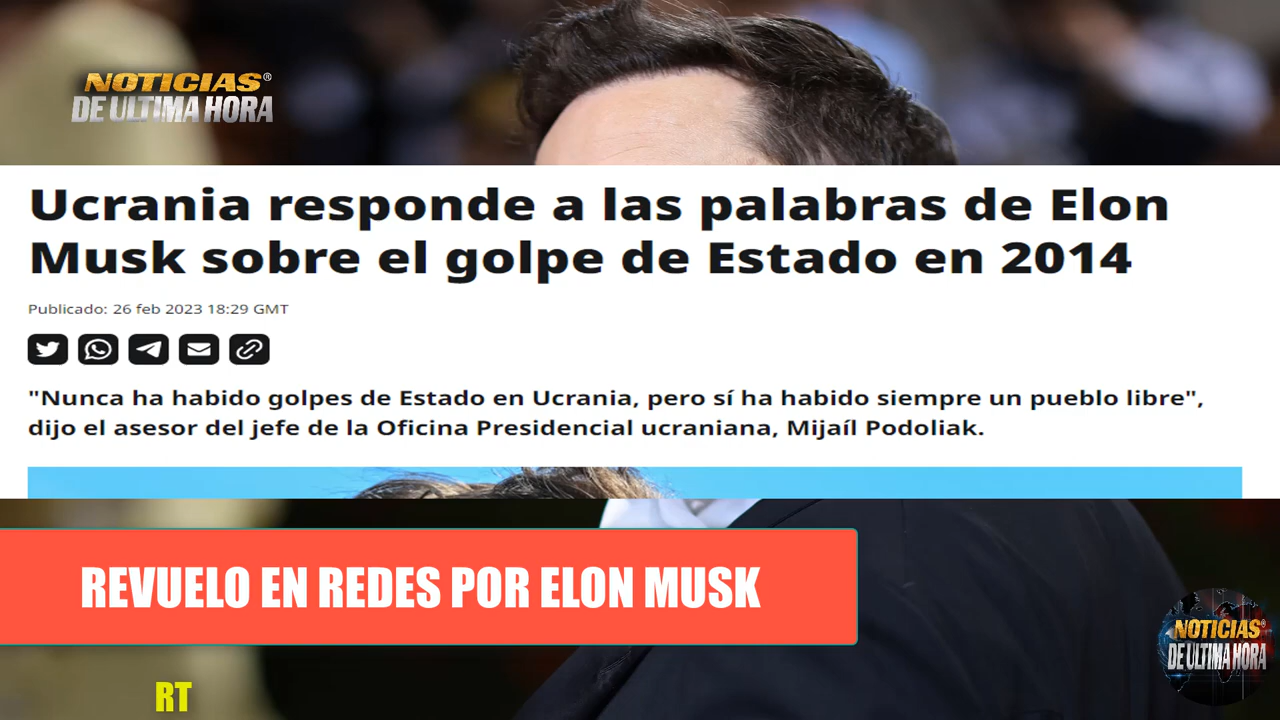 NOTICIAS®
DE ULTIMA HORA
Ucrania responde a las palabras de Elon
Musk sobre el golpe de Estado en 2014
Publicado: 26 feb 2023 18:29 GMT
"Nunca ha habido golpes de Estado en Ucrania, pero sí ha habido siempre un pueblo libre",
dijo el asesor del jefe de la Oficina Presidencial ucraniana, Mijaíl Podoliak.
REVUELO EN REDES POR ELON MUSK
NOTICIAS®
DE ULTIMA HORA
RT